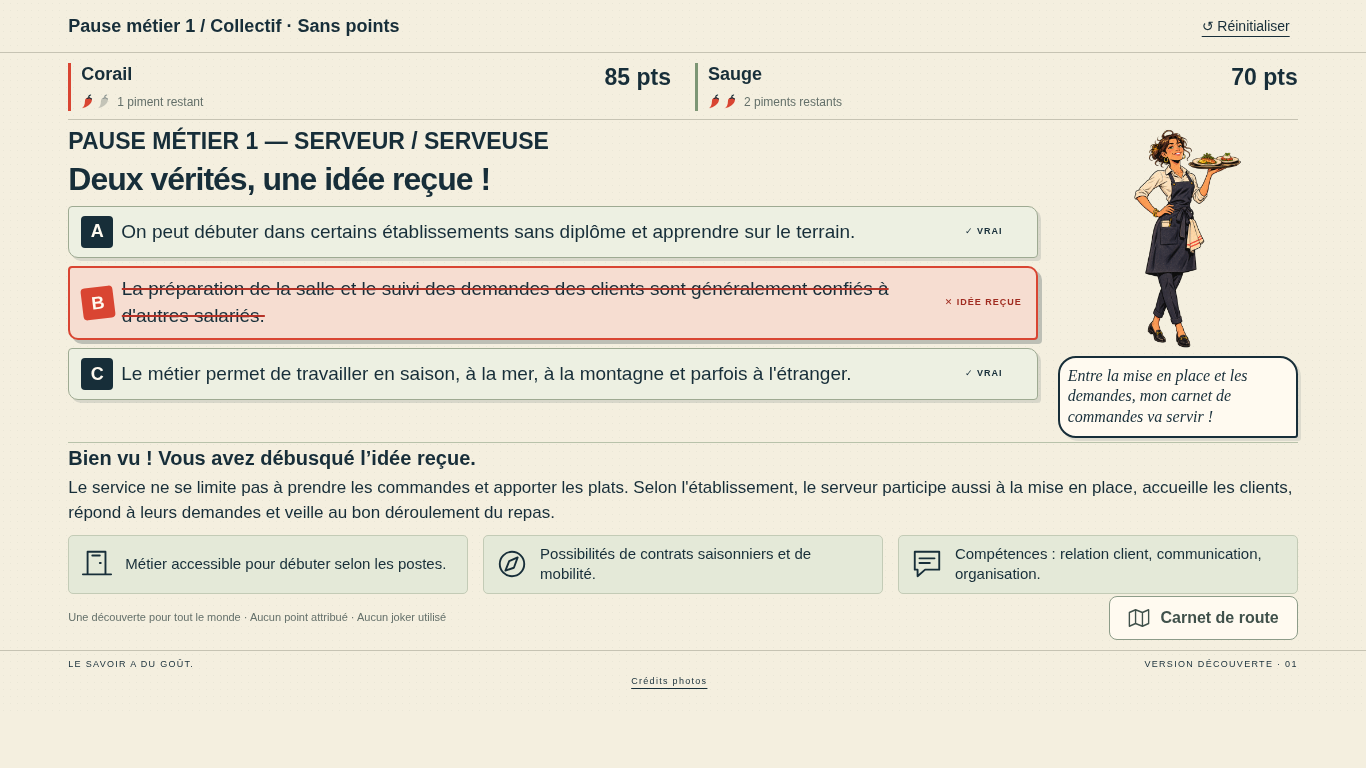 Pause métier 1 / Collectif · Sans points
↺ Réinitialiser
Corail
85 pts
1 piment restant
Sauge
70 pts
2 piments restants
PAUSE MÉTIER 1 — SERVEUR / SERVEUSE
Deux vérités, une idée reçue !
A
On peut débuter dans certains établissements sans diplôme et apprendre sur le terrain.
✓ VRAI
B
La préparation de la salle et le suivi des demandes des clients sont généralement confiés à
d'autres salariés.
✕ IDÉE REÇUE
C
Le métier permet de travailler en saison, à la mer, à la montagne et parfois à l'étranger.
✓ VRAI
Entre la mise en place et les
demandes, mon carnet de
commandes va servir !
Bien vu ! Vous avez débusqué l’idée reçue.
Le service ne se limite pas à prendre les commandes et apporter les plats. Selon l'établissement, le serveur participe aussi à la mise en place, accueille les clients,
répond à leurs demandes et veille au bon déroulement du repas.
Métier accessible pour débuter selon les postes.
Possibilités de contrats saisonniers et de
mobilité.
Compétences : relation client, communication,
organisation.
Une découverte pour tout le monde · Aucun point attribué · Aucun joker utilisé
Carnet de route
LE SAVOIR A DU GOÛT.
VERSION DÉCOUVERTE · 01
Crédits photos